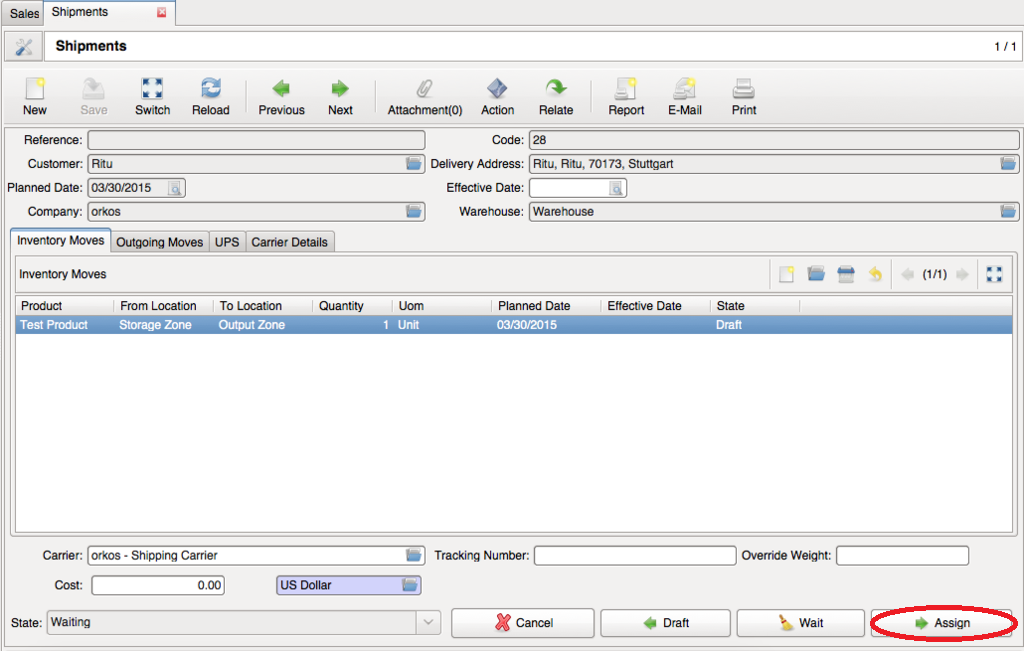 Sales Shipments
Shipments 1 / 1
New Save Switch Reload Previous Next Attachment(0) Action Relate Report E-Mail Print
Reference: Code: 28
Customer: Ritu Delivery Address: Ritu, Ritu, 70173, Stuttgart
Planned Date: 03/30/2015 Effective Date:
Company: orkos Warehouse: Warehouse
Inventory Moves Outgoing Moves UPS Carrier Details
Inventory Moves (1/1)
Product From Location To Location Quantity Uom Planned Date Effective Date State
Test Product Storage Zone Output Zone 1 Unit 03/30/2015 Draft
Carrier: orkos - Shipping Carrier Tracking Number: Override Weight:
Cost: 0.00 US Dollar
State: Waiting Cancel Draft Wait Assign